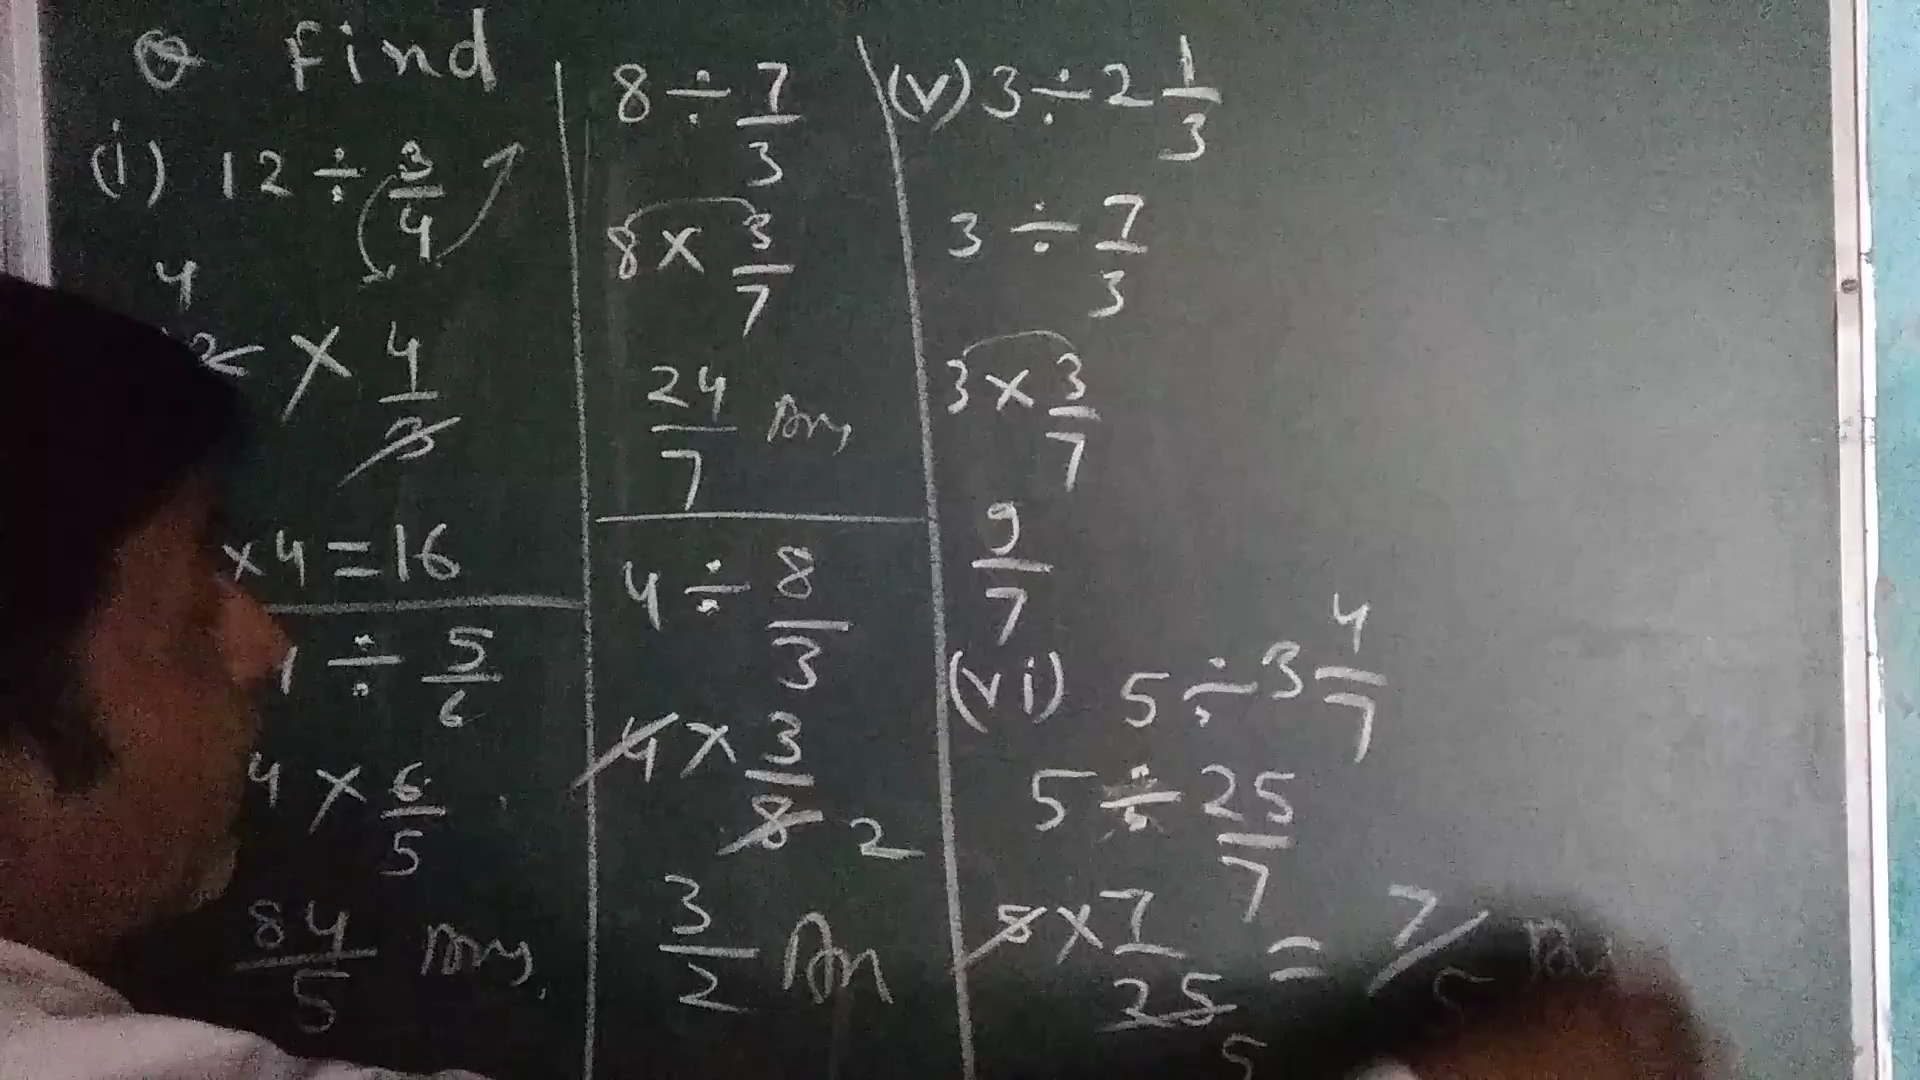 Q Find
(i) 12 ÷ 3/4
4
2 × 4/3
×4 = 16
÷ 5/6
4 × 6/5
84/5 Ans.
8 ÷ 7/3
8 × 3/7
24/7 Ans
4 ÷ 8/3
4 × 3/8 2
3/2 An
(v) 3 ÷ 2 1/3
3 ÷ 7/3
3 × 3/7
9/7
(vi) 5 ÷ 3 4/7
5 ÷ 25/7
5 × 7/25 = 7/5
5